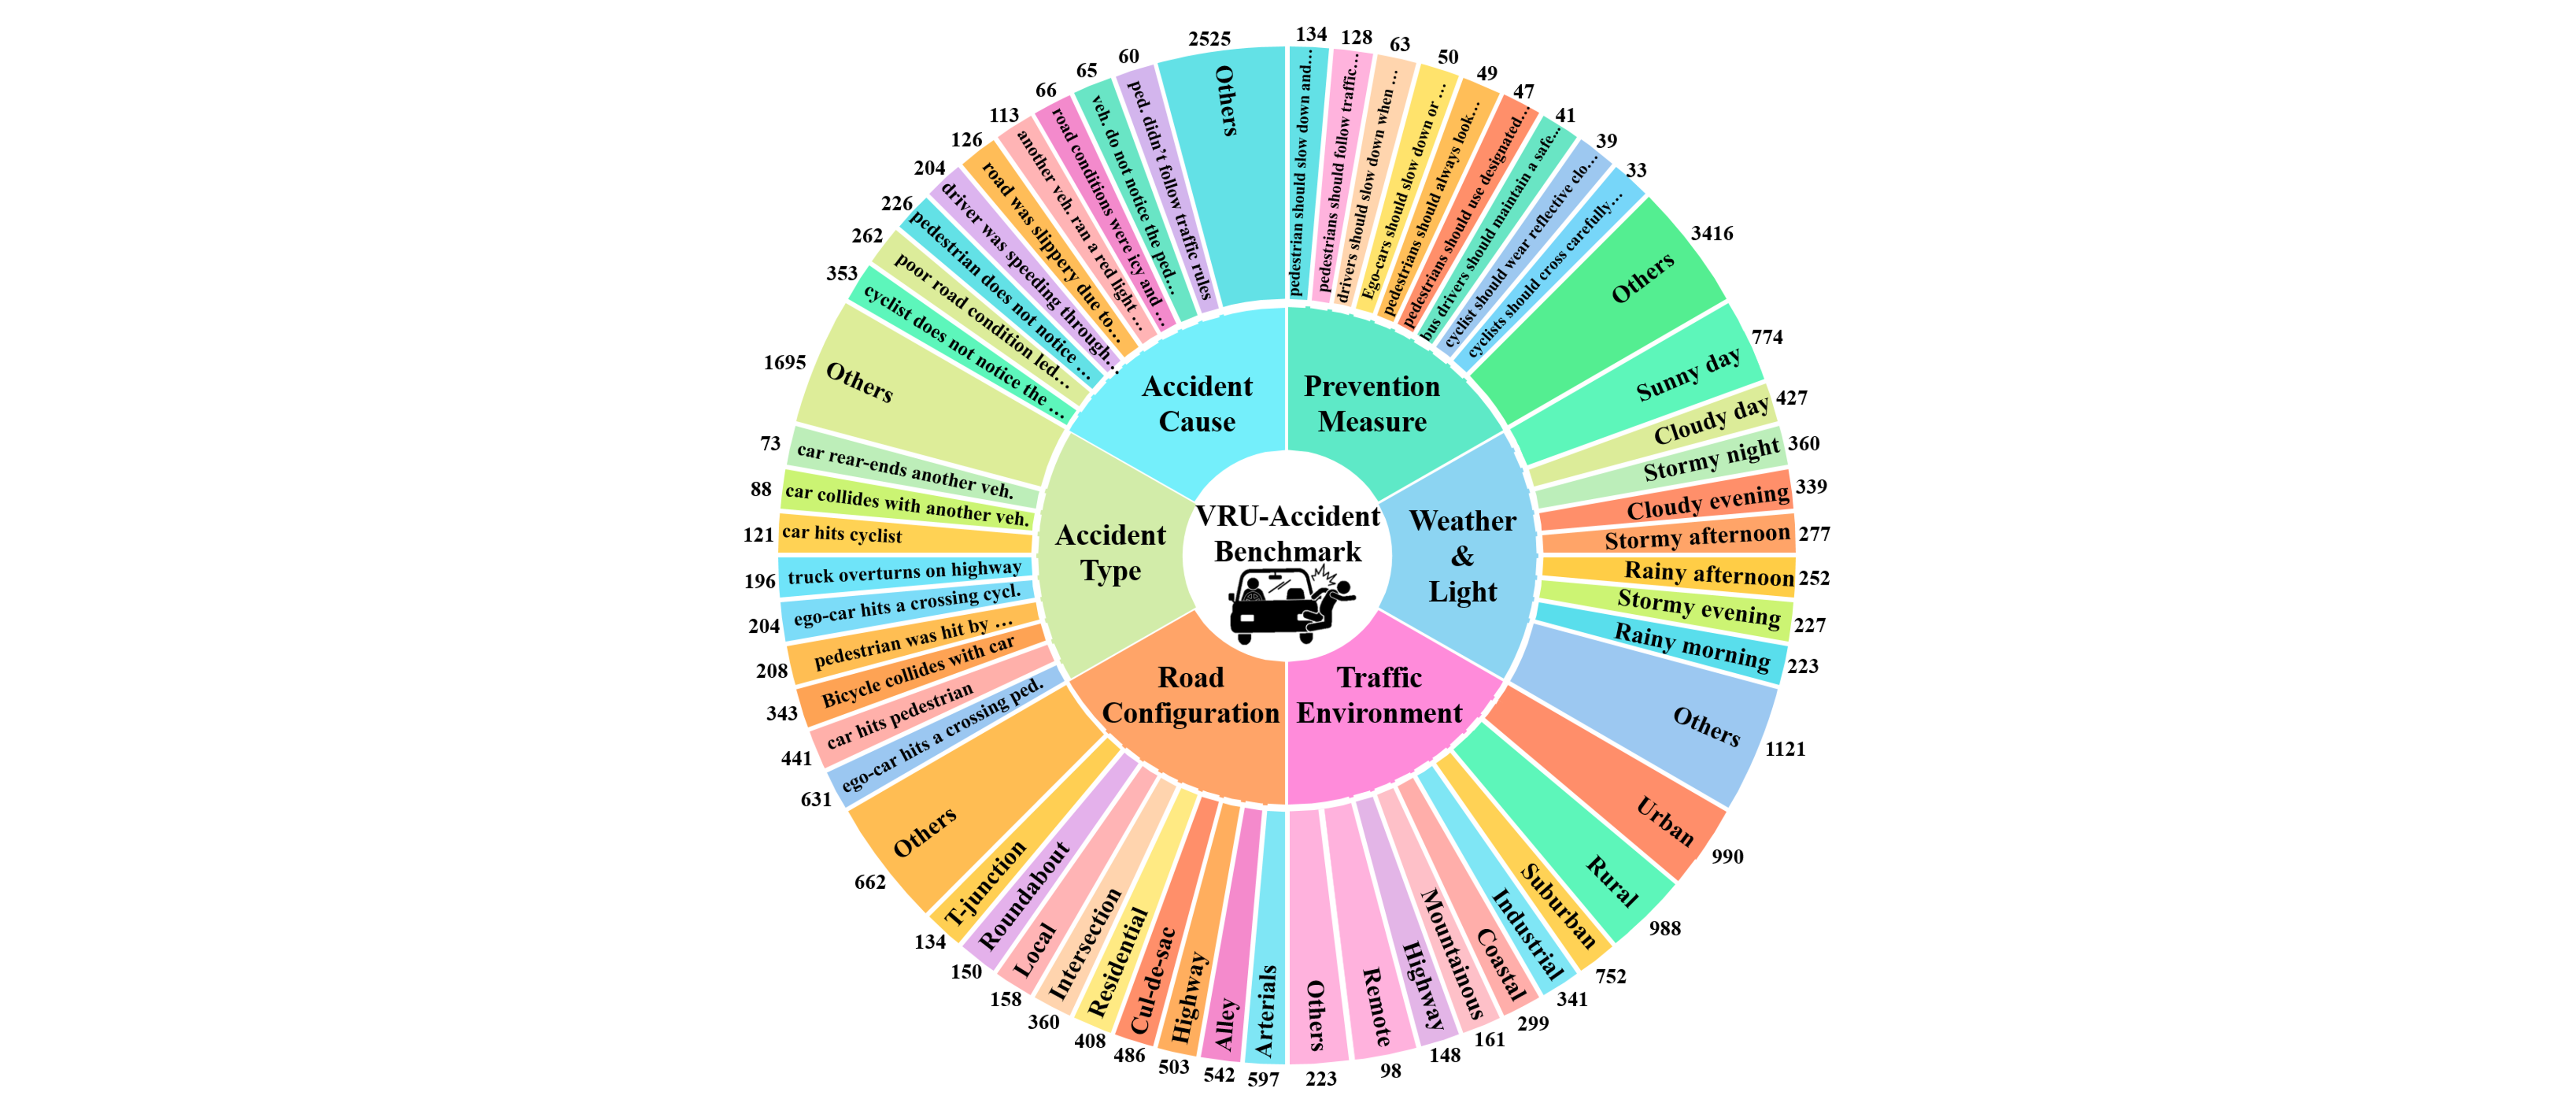 VRU-Accident
Benchmark
Prevention
Measure
134
pedestrian should slow down and…
128
pedestrians should follow traffic…
63
drivers should slow down when …
50
Ego-cars should slow down or …
49
pedestrians should always look…
47
pedestrians should use designated…
41
bus drivers should maintain a safe…
39
cyclist should wear reflective clo…
33
cyclists should cross carefully…
3416
Others
Weather
&
Light
774
Sunny day
427
Cloudy day
360
Stormy night
339
Cloudy evening
277
Stormy afternoon
252
Rainy afternoon
227
Stormy evening
223
Rainy morning
1121
Others
Traffic
Environment
990
Urban
988
Rural
752
Suburban
341
Industrial
299
Coastal
161
Mountainous
148
Highway
98
Remote
223
Others
Road
Configuration
597
Arterials
542
Alley
503
Highway
486
Cul-de-sac
408
Residential
360
Intersection
158
Local
150
Roundabout
134
T-junction
662
Others
Accident
Type
631
ego-car hits a crossing ped.
441
car hits pedestrian
343
Bicycle collides with car
208
pedestrian was hit by …
204
ego-car hits a crossing cycl.
196
truck overturns on highway
121
car hits cyclist
88
car collides with another veh.
73
car rear-ends another veh.
1695
Others
Accident
Cause
353
cyclist does not notice the …
262
poor road condition led…
226
pedestrian does not notice …
204
driver was speeding through…
126
road was slippery due to…
113
another veh. ran a red light …
66
road conditions were icy and …
65
veh. do not notice the ped…
60
ped. didn't follow traffic rules
2525
Others